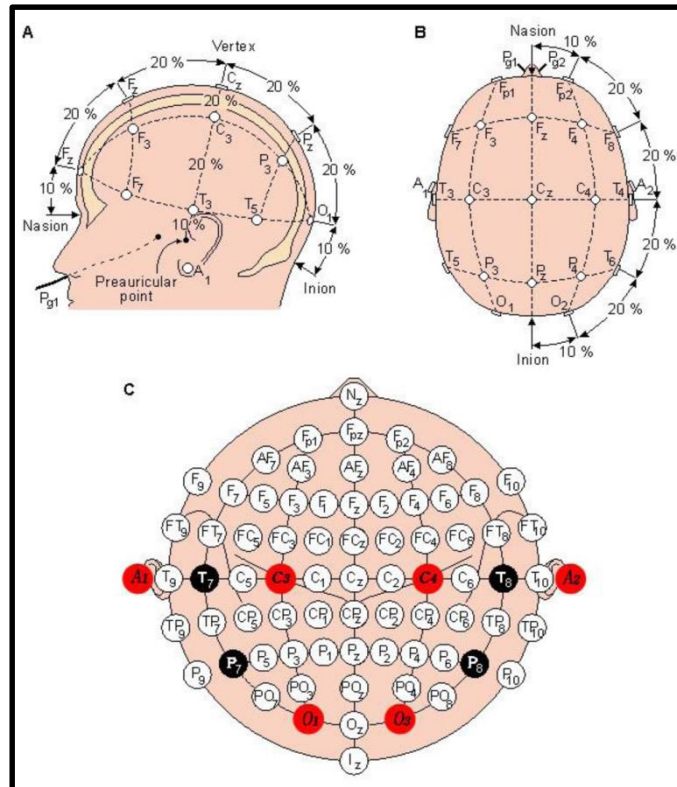 A
Vertex
20 %
20 %
Fz
Cz
20 %
20 %
20 %
Fz
F3
C3
Pz
20 %
P3
20 %
10 %
F7
T3
T5
O1
Nasion
10 %
10 %
Preauricular
point
A1
Inion
Pg1
B
Nasion
10 %
Pg1
Pg2
Fp1
Fp2
20 %
F7
F3
Fz
F4
F8
20 %
A1
T3
C3
Cz
C4
T4
A2
20 %
T5
P3
Pz
P4
T6
O1
O2
20 %
Inion
10 %
C
Nz
Fp1
Fpz
Fp2
AF7
AF3
AFz
AF4
AF8
F9
F7
F5
F3
F1
Fz
F2
F4
F6
F8
F10
FT9
FT7
FC5
FC3
FC1
FCz
FC2
FC4
FC6
FT8
FT10
A1
T9
T7
C5
C3
C1
Cz
C2
C4
C6
T8
T10
A2
TP9
TP7
CP5
CP3
CP1
CPz
CP2
CP4
CP6
TP8
TP10
P9
P7
P5
P3
P1
Pz
P2
P4
P6
P8
P10
PO7
PO3
POz
PO4
PO8
O1
Oz
O3
Iz